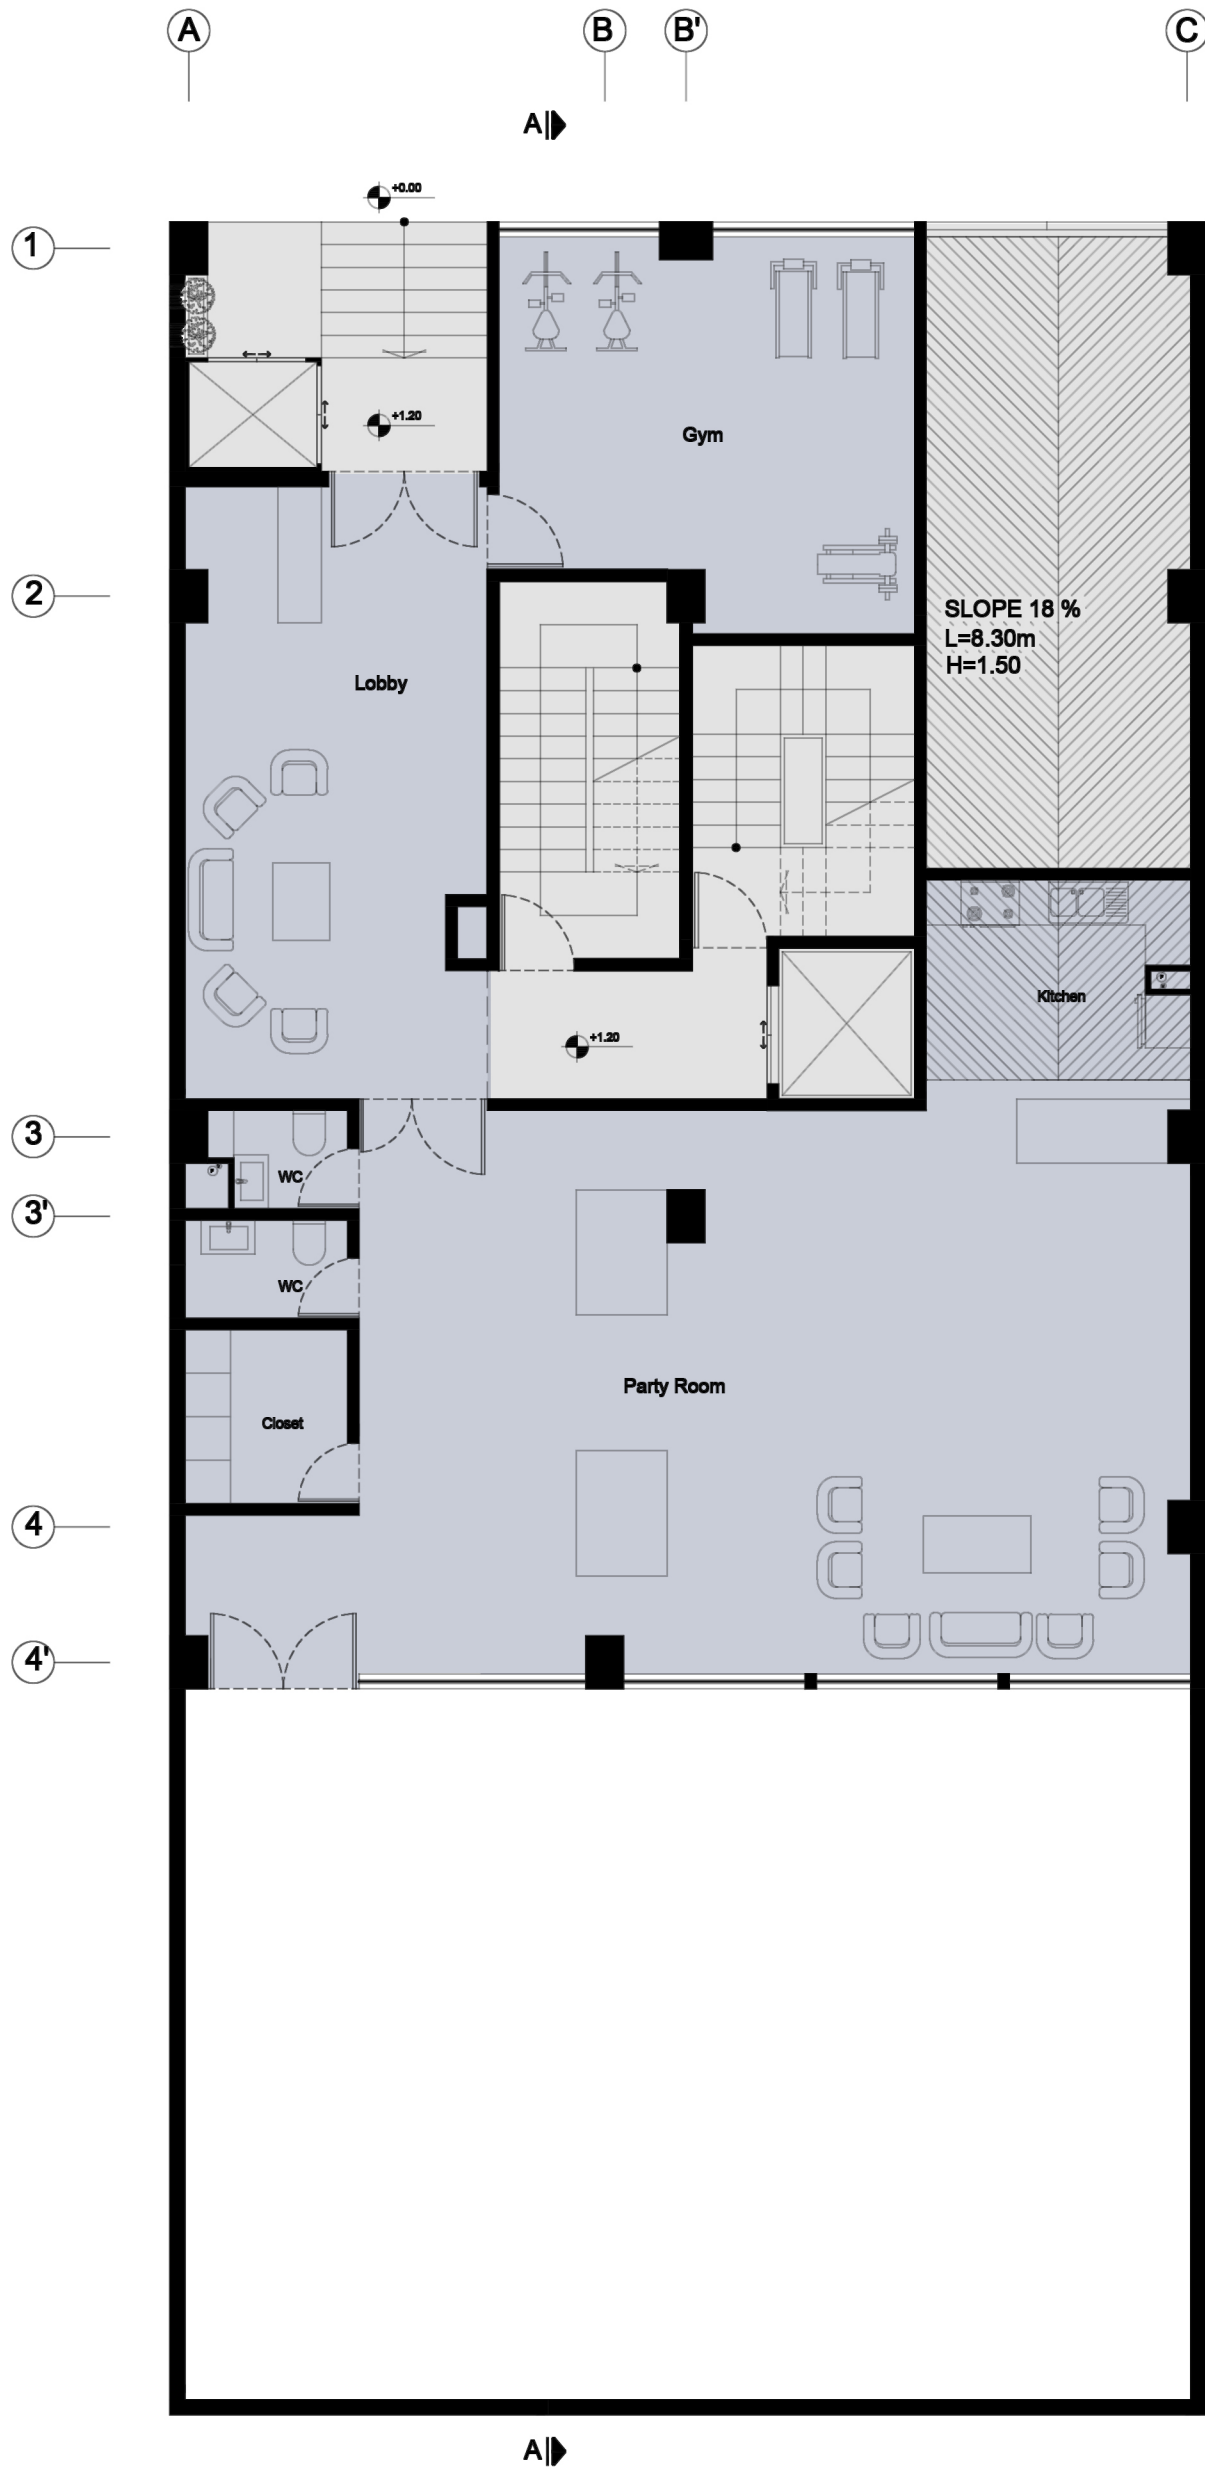 A
B
B'
C
A
+0.00
1
+1.20
Gym
2
SLOPE 18 %
L=8.30m
H=1.50
Lobby
Kitchen
+1.20
3
WC
3'
WC
Party Room
Closet
4
4'
A